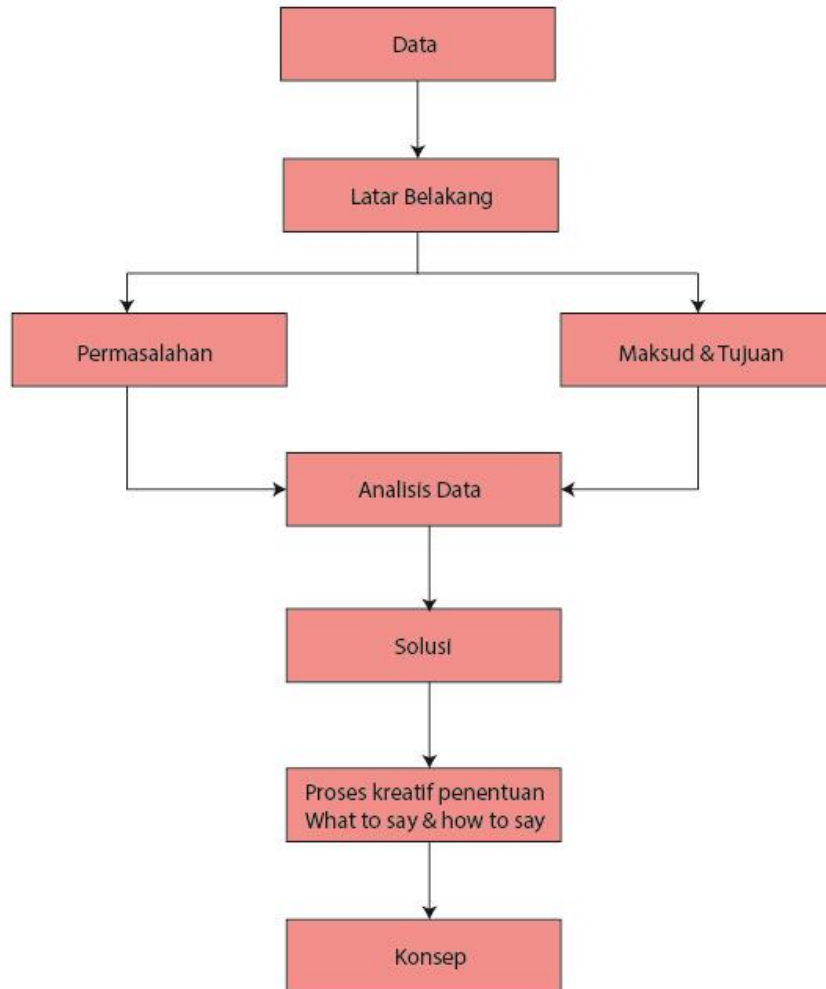 Data
Latar Belakang
Permasalahan
Maksud & Tujuan
Analisis Data
Solusi
Proses kreatif penentuan
What to say & how to say
Konsep